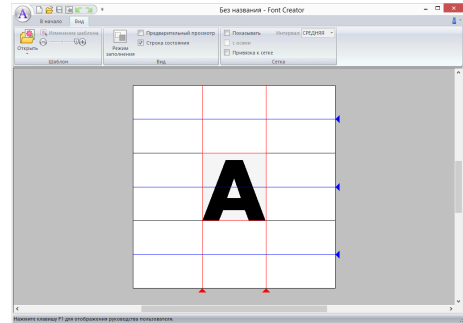 Без названия - Font Creator
В начало Вид
Открыть
Изменение шаблона
Шаблон
Режим заполнения
Предварительный просмотр
Строка состояния
Вид
Показывать Интервал СРЕДНЯЯ
с осями
Привязка к сетке
Сетка
A
Нажмите клавишу F1 для отображения руководства пользователя.